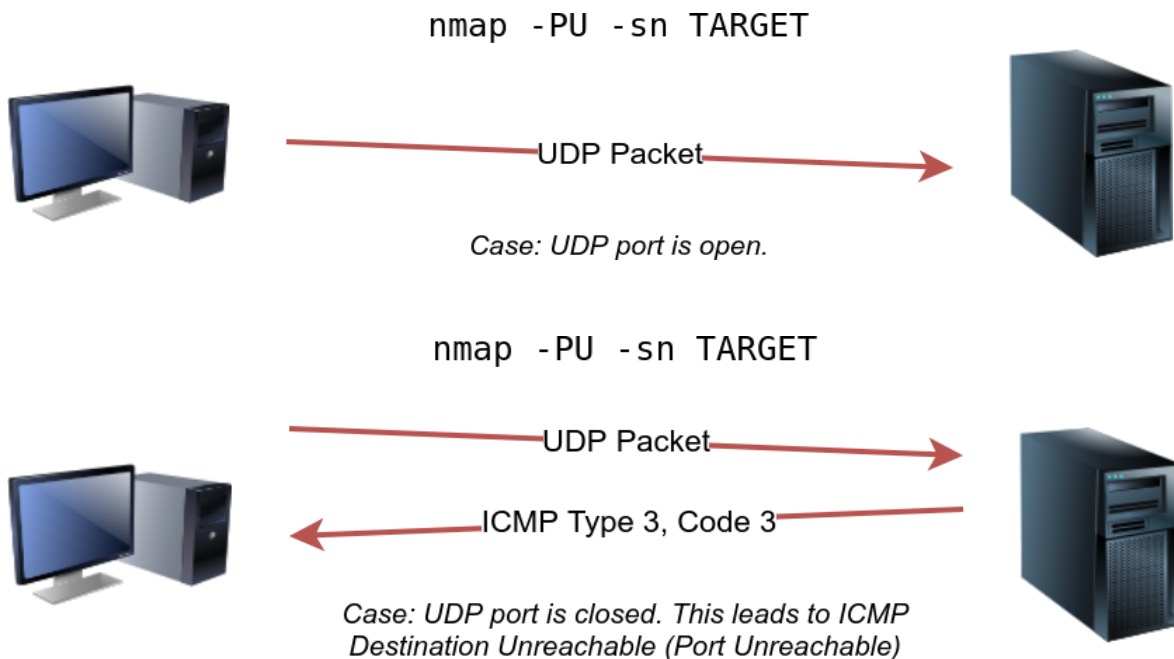 nmap -PU -sn TARGET
UDP Packet
Case: UDP port is open.
nmap -PU -sn TARGET
UDP Packet
ICMP Type 3, Code 3
Case: UDP port is closed. This leads to ICMP
Destination Unreachable (Port Unreachable)